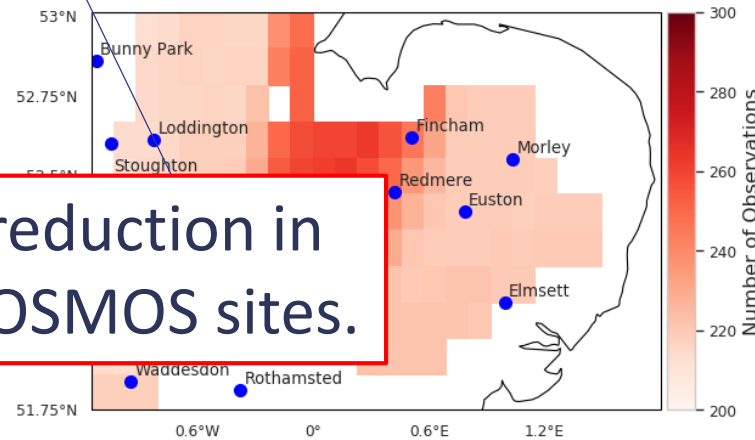 53°N
Bunny Park
52.75°N
Loddington
Stoughton
Fincham
Morley
Redmere
Euston
reduction in
OSMOS sites.
Elmsett
Waddesdon
Rothamsted
51.75°N
0.6°W
0°
0.6°E
1.2°E
300
280
260
240
220
200
Number of Observations